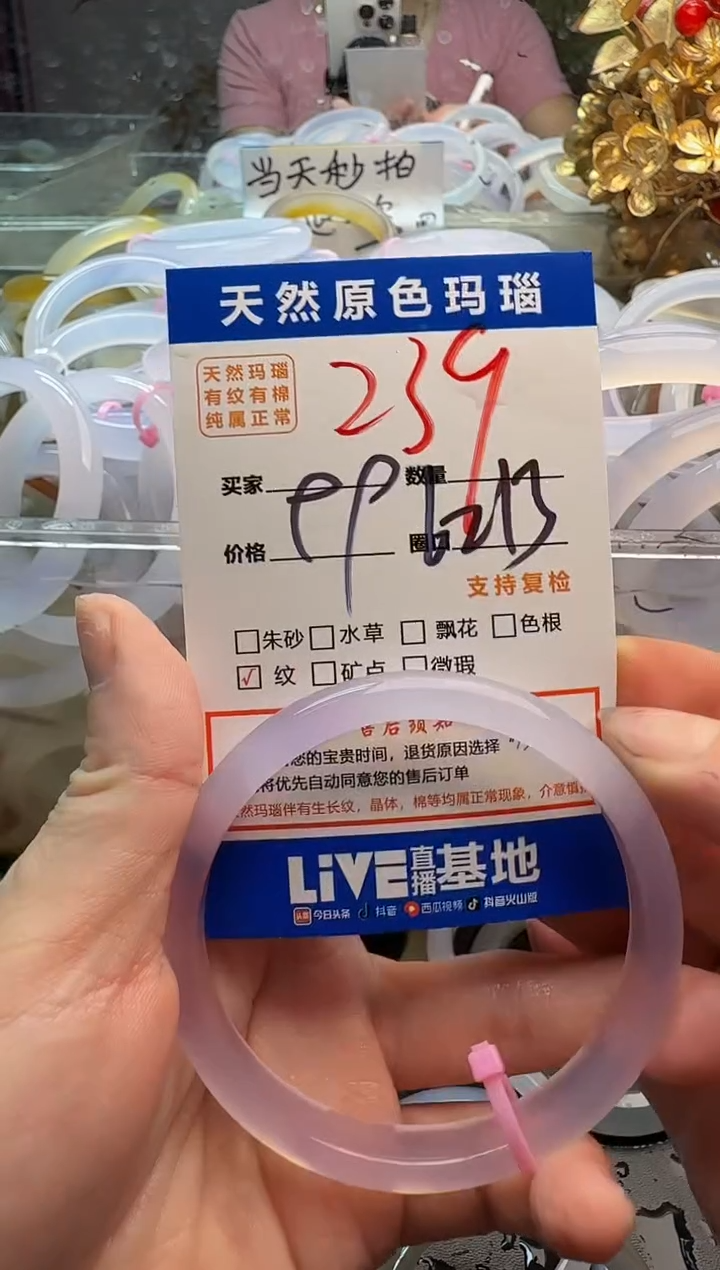 当天秒拍
天然原色玛瑙
天然玛瑙
有纹有棉
纯属正常
239
买家
数量
价格
圈
支持复检
朱砂 水草 飘花 色根
√ 纹 矿点 微瑕
售后须知
您的宝贵时间，退货原因选择 "7
将优先自动同意您的售后订单
然玛瑙伴有生长纹，晶体，棉等均属正常现象，介意慎
LiVE直播基地
头条 今日头条 抖音 西瓜视频 抖音火山版